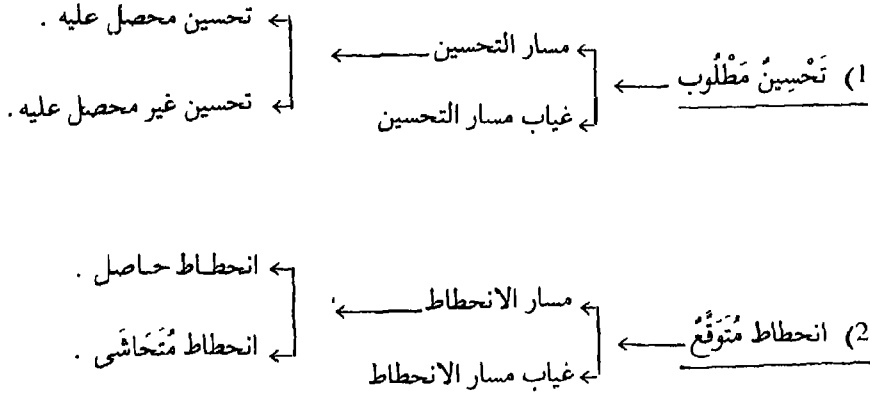 1) تَحْسِينٌ مَطْلُوب
مسار التحسين
غياب مسار التحسين
تحسين محصل عليه .
تحسين غير محصل عليه .
2) انحطاط مُتَوَقَّعٌ
مسار الانحطاط
غياب مسار الانحطاط
انحطاط حاصل .
انحطاط مُتَحَاشَى .